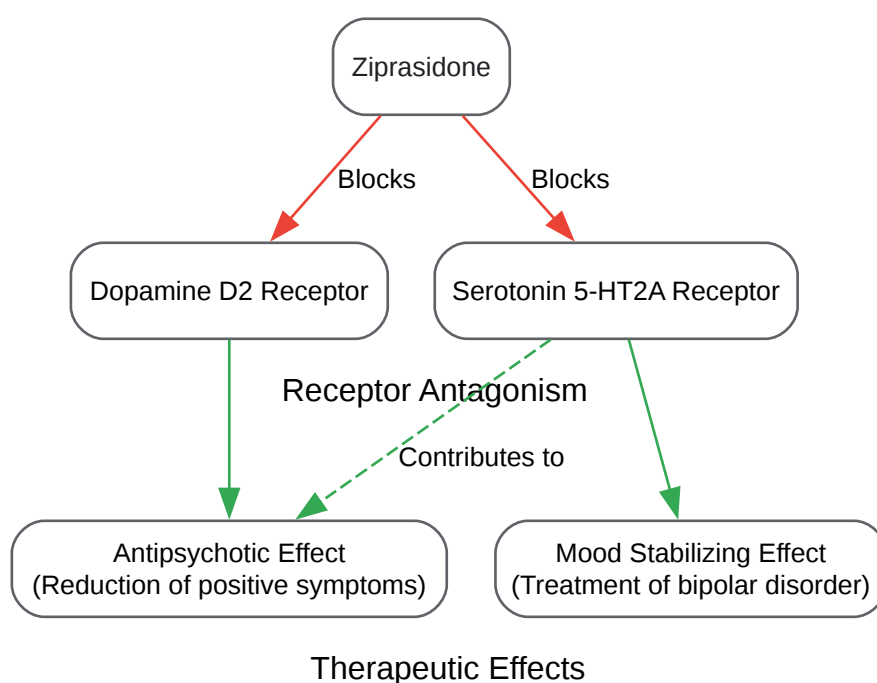 Ziprasidone
Blocks
Blocks
Dopamine D2 Receptor
Serotonin 5-HT2A Receptor
Receptor Antagonism
Contributes to
Antipsychotic Effect
(Reduction of positive symptoms)
Mood Stabilizing Effect
(Treatment of bipolar disorder)
Therapeutic Effects